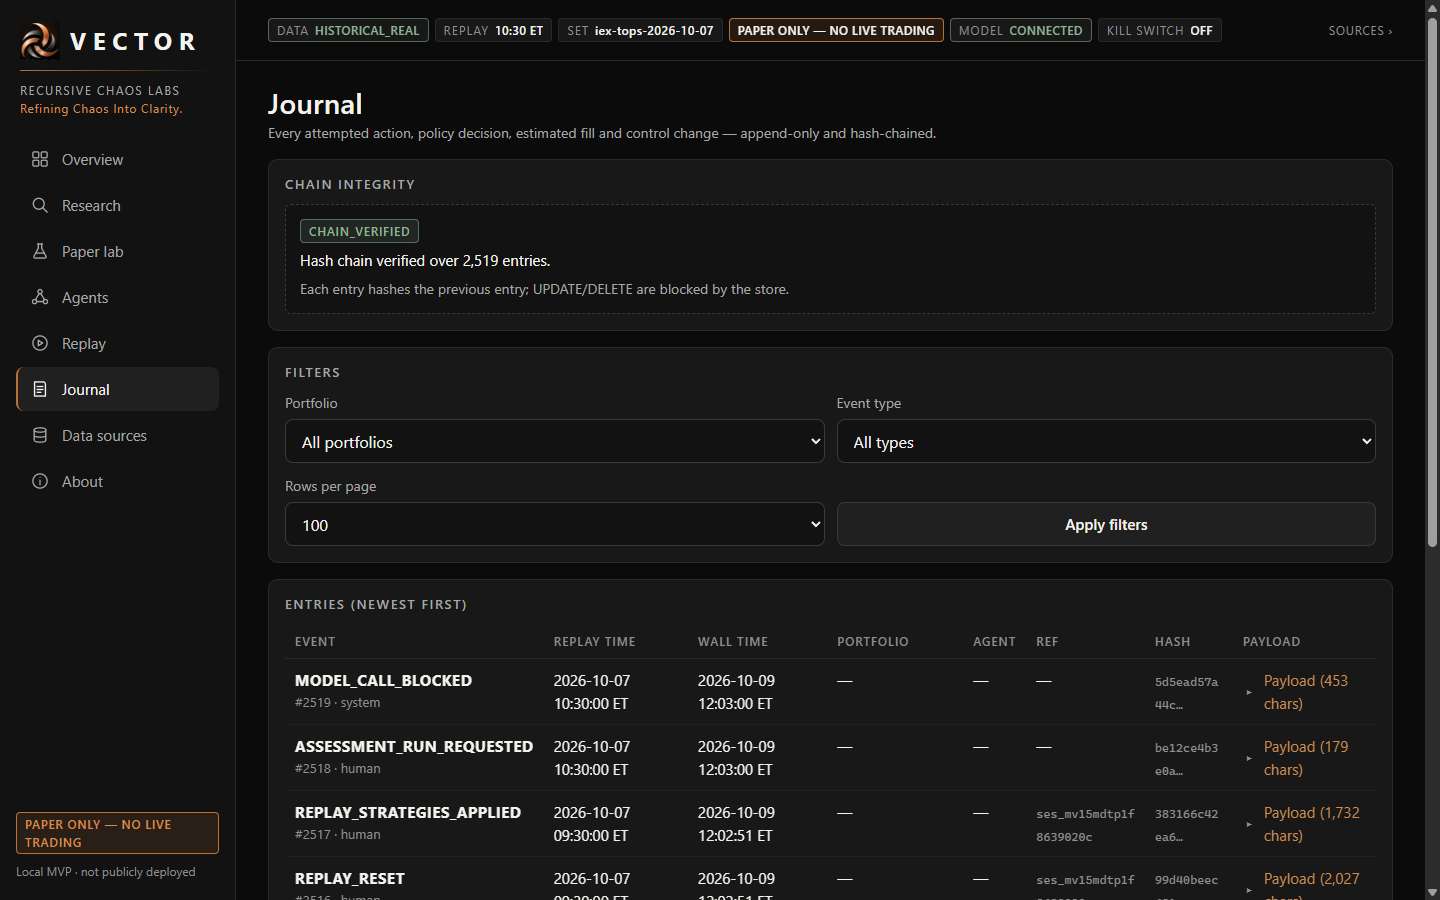 VECTOR
RECURSIVE CHAOS LABS
Refining Chaos Into Clarity.
Overview
Research
Paper lab
Agents
Replay
Journal
Data sources
About
PAPER ONLY — NO LIVE
TRADING
Local MVP · not publicly deployed
DATA HISTORICAL_REAL
REPLAY 10:30 ET
SET iex-tops-2026-10-07
PAPER ONLY — NO LIVE TRADING
MODEL CONNECTED
KILL SWITCH OFF
SOURCES ›
Journal
Every attempted action, policy decision, estimated fill and control change — append-only and hash-chained.
CHAIN INTEGRITY
CHAIN_VERIFIED
Hash chain verified over 2,519 entries.
Each entry hashes the previous entry; UPDATE/DELETE are blocked by the store.
FILTERS
Portfolio
Event type
All portfolios
All types
Rows per page
100
Apply filters
ENTRIES (NEWEST FIRST)
EVENT REPLAY TIME WALL TIME PORTFOLIO AGENT REF HASH PAYLOAD
MODEL_CALL_BLOCKED 2026-10-07 2026-10-09 — — — 5d5ead57a ▸ Payload (453
#2519 · system 10:30:00 ET 12:03:00 ET 44c… chars)
ASSESSMENT_RUN_REQUESTED 2026-10-07 2026-10-09 — — — be12ce4b3 ▸ Payload (179
#2518 · human 10:30:00 ET 12:03:00 ET e0a… chars)
REPLAY_STRATEGIES_APPLIED 2026-10-07 2026-10-09 — — ses_mv15mdtp1f 383166c42 ▸ Payload (1,732
#2517 · human 09:30:00 ET 12:02:51 ET 8639020c ea6… chars)
REPLAY_RESET 2026-10-07 2026-10-09 — — ses_mv15mdtp1f 99d40beec ▸ Payload (2,027